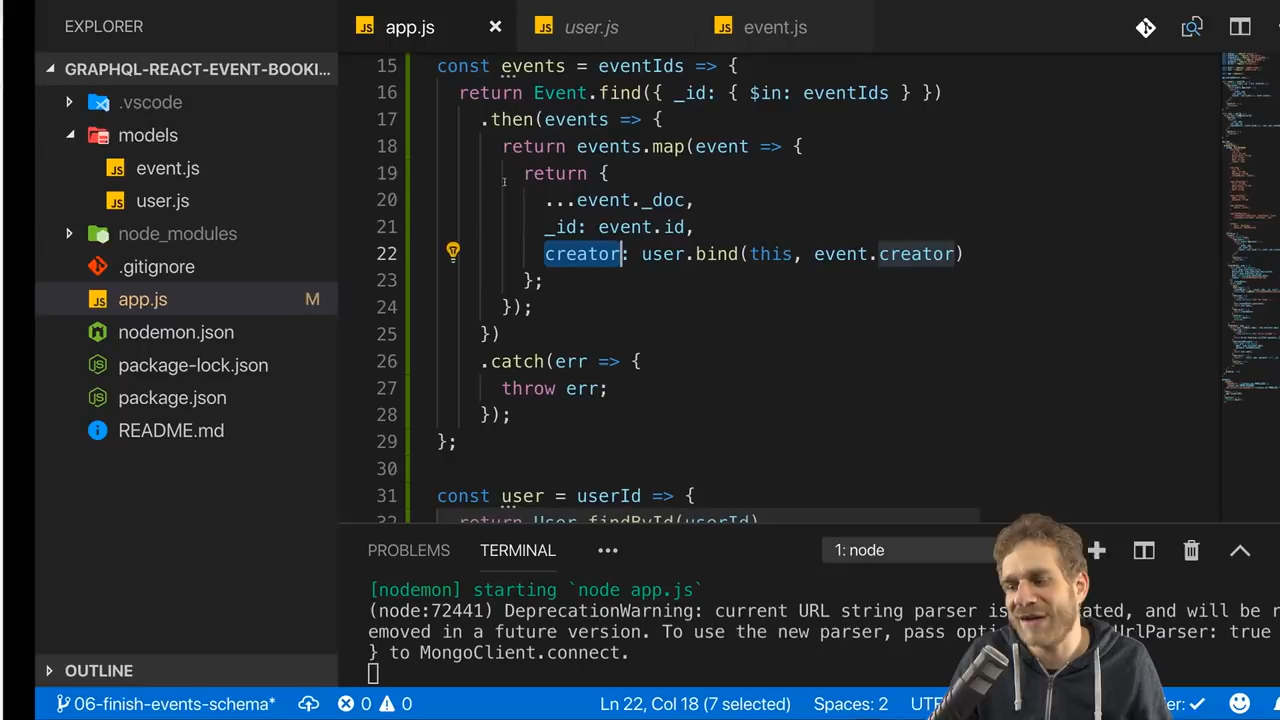 EXPLORER
app.js
user.js
event.js
GRAPHQL-REACT-EVENT-BOOKI...
.vscode
models
event.js
user.js
node_modules
.gitignore
app.js M
nodemon.json
package-lock.json
package.json
README.md
OUTLINE
15 const events = eventIds => {
16 return Event.find({ _id: { $in: eventIds } })
17 .then(events => {
18 return events.map(event => {
19 return {
20 ...event._doc,
21 _id: event.id,
22 creator: user.bind(this, event.creator)
23 };
24 });
25 })
26 .catch(err => {
27 throw err;
28 });
29 };
30
31 const user = userId => {
32 return User.findById(userId)
PROBLEMS TERMINAL ••• 1: node
[nodemon] starting `node app.js`
(node:72441) DeprecationWarning: current URL string parser is ated, and will be r
emoved in a future version. To use the new parser, pass opti UrlParser: true
} to MongoClient.connect.
06-finish-events-schema* 0 0 Ln 22, Col 18 (7 selected) Spaces: 2 UTF